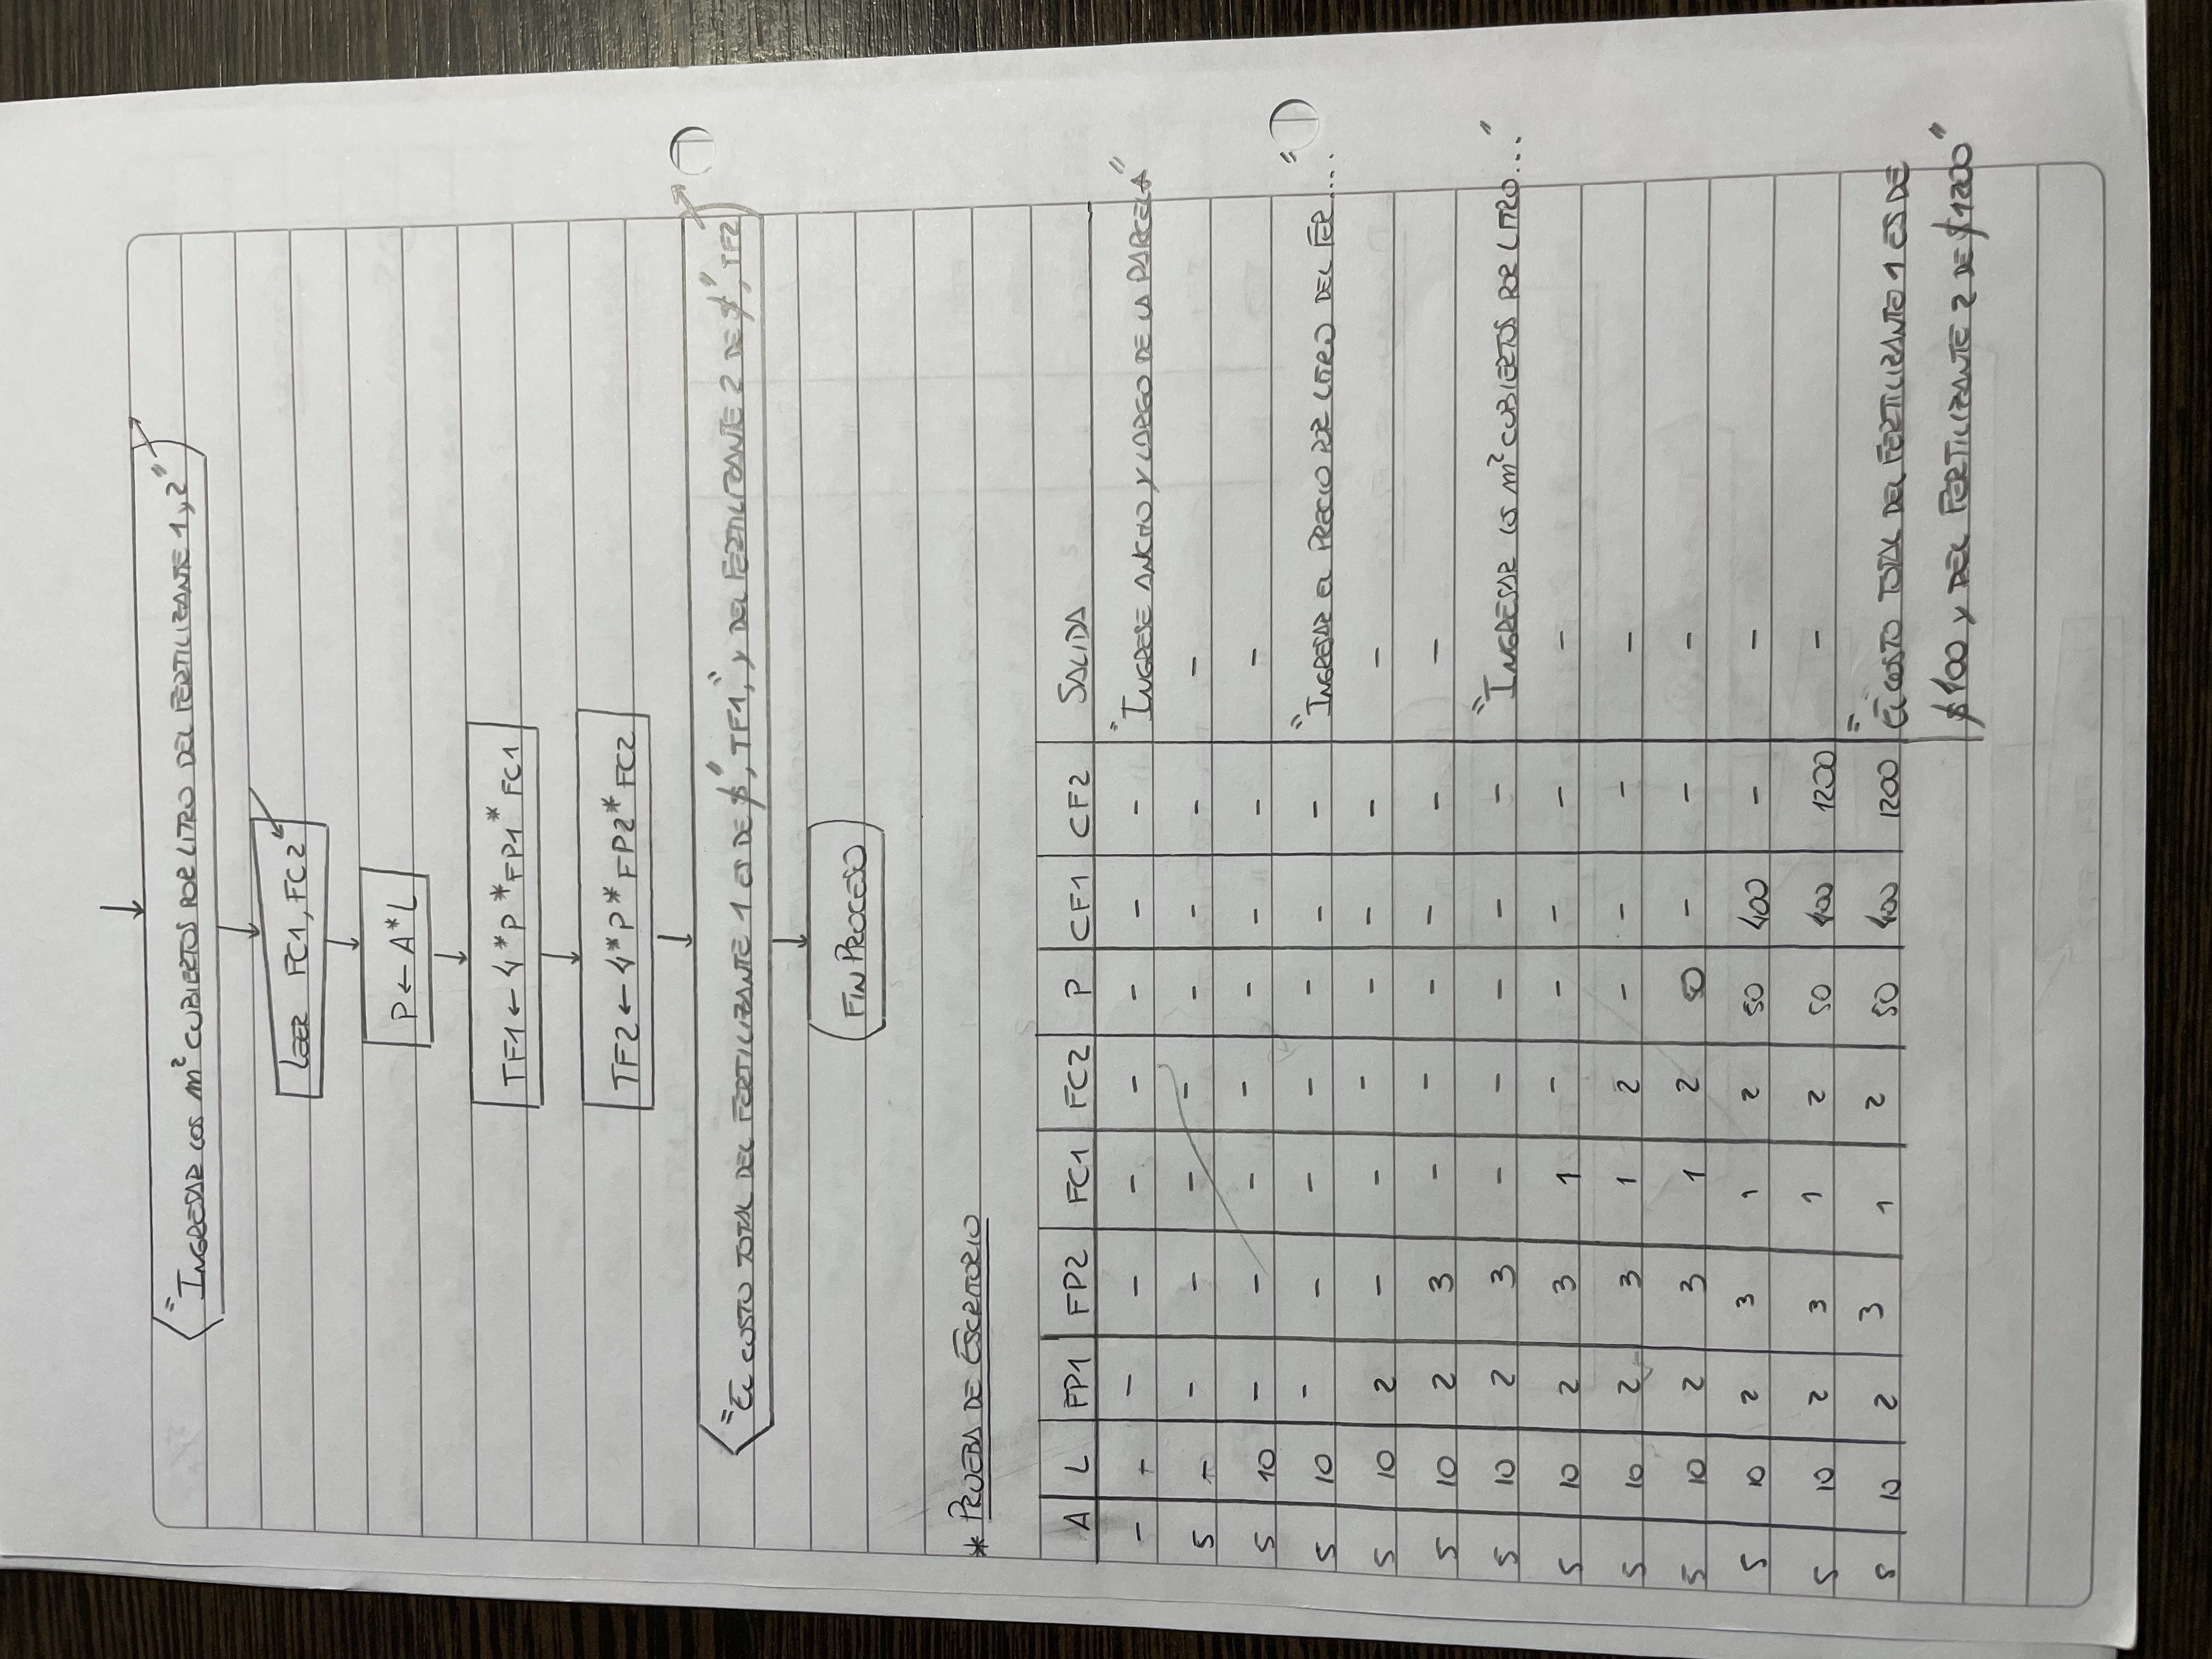 "INGRESAR LOS m² CUBIERTOS POR LITRO DEL FERTILIZANTE 1 y 2"
LEER FC1, FC2
P ← A*L
TF1 ← 4*P*FP1*FC1
TF2 ← 4*P*FP2*FC2
"EL COSTO TOTAL DEL FERTILIZANTE 1 ES DE $", TF1, "y DEL FERTILIZANTE 2 DE $", TF2
FIN PROCESO
* PRUEBA DE ESCRITORIO
A L FP1 FP2 FC1 FC2 P CF1 CF2 SALIDA
- - - - - - - - - "INGRESE ANCHO Y LARGO DE LA PARCELA"
5 - - - - - - - - -
5 10 - - - - - - - -
5 10 - - - - - - - "INGRESAR EL PRECIO POR LITRO DEL FER...."
5 10 2 - - - - - - -
5 10 2 3 - - - - - -
5 10 2 3 - - - - - "INGRESAR LOS m² CUBIERTOS POR LITRO..."
5 10 2 3 1 - - - - -
5 10 2 3 1 2 - - - -
5 10 2 3 1 2 50 - - -
5 10 2 3 1 2 50 400 - -
5 10 2 3 1 2 50 400 1200 -
5 10 2 3 1 2 50 400 1200 "EL COSTO TOTAL DEL FERTILIZANTE 1 ES DE
$400 y DEL FERTILIZANTE 2 DE $1200"